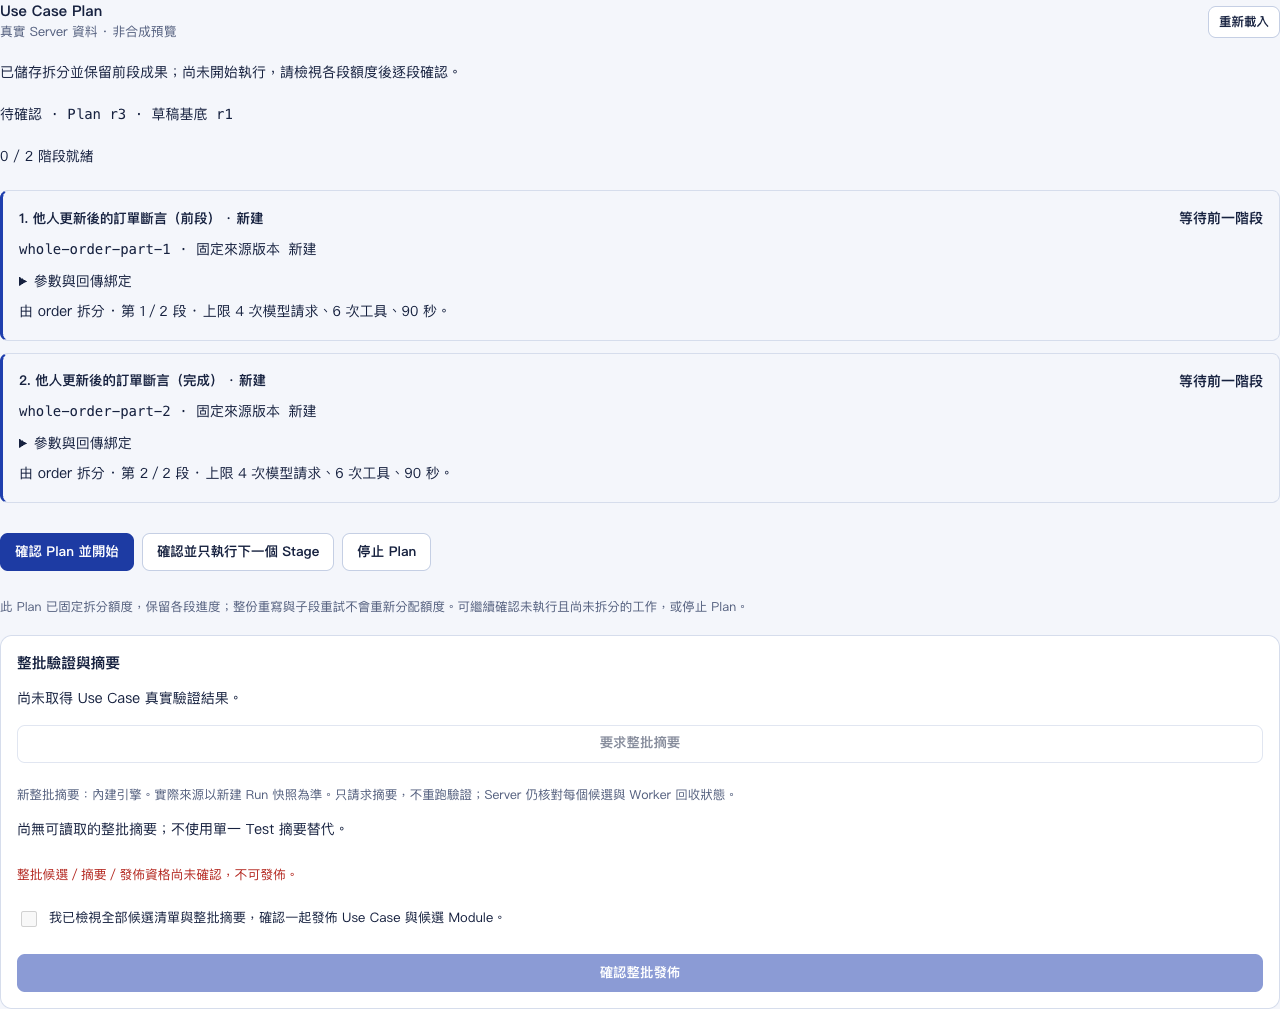 Use Case Plan
真實 Server 資料 · 非合成預覽
重新載入
已儲存拆分並保留前段成果；尚未開始執行，請檢視各段額度後逐段確認。
待確認 · Plan r3 · 草稿基底 r1
0 / 2 階段就緒
1. 他人更新後的訂單斷言（前段） · 新建
等待前一階段
whole-order-part-1 · 固定來源版本 新建
▶ 參數與回傳綁定
由 order 拆分 · 第 1 / 2 段 · 上限 4 次模型請求、6 次工具、90 秒。
2. 他人更新後的訂單斷言（完成） · 新建
等待前一階段
whole-order-part-2 · 固定來源版本 新建
▶ 參數與回傳綁定
由 order 拆分 · 第 2 / 2 段 · 上限 4 次模型請求、6 次工具、90 秒。
確認 Plan 並開始
確認並只執行下一個 Stage
停止 Plan
此 Plan 已固定拆分額度，保留各段進度；整份重寫與子段重試不會重新分配額度。可繼續確認未執行且尚未拆分的工作，或停止 Plan。
整批驗證與摘要
尚未取得 Use Case 真實驗證結果。
要求整批摘要
新整批摘要：內建引擎。實際來源以新建 Run 快照為準。只請求摘要，不重跑驗證；Server 仍核對每個候選與 Worker 回收狀態。
尚無可讀取的整批摘要；不使用單一 Test 摘要替代。
整批候選 / 摘要 / 發佈資格尚未確認，不可發佈。
我已檢視全部候選清單與整批摘要，確認一起發佈 Use Case 與候選 Module。
確認整批發佈